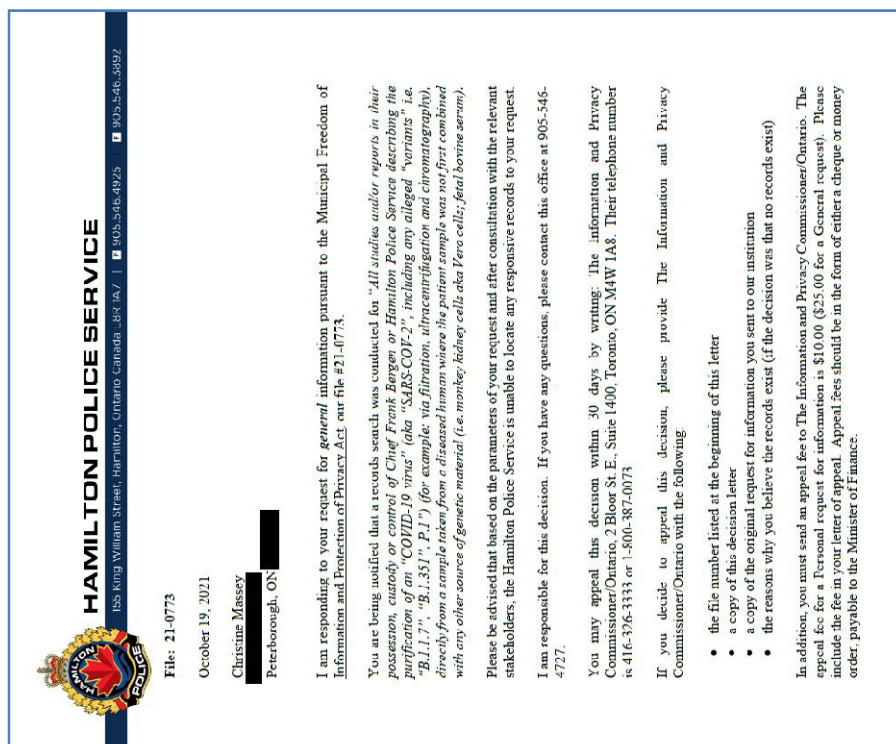 HAMILTON POLICE SERVICE
155 King William Street, Hamilton, Ontario Canada L8R 1A7 | P 905.546.4925 | F 905.546.3892
HAMILTON
POLICE
File: 21-0773
October 19, 2021
Christine Massey
Peterborough, ON
I am responding to your request for general information pursuant to the Municipal Freedom of
Information and Protection of Privacy Act, our file #21-0773.
You are being notified that a records search was conducted for "All studies and/or reports in their
possession, custody or control of Chief Frank Bergen or Hamilton Police Service describing the
purification of an "COVID-19 virus" (aka "SARS-COV-2", including any alleged "variants" i.e.
"B.1.1.7", "B.1.351", P.1") (for example: via filtration, ultracentrifugation and chromatography),
directly from a sample taken from a diseased human where the patient sample was not first combined
with any other source of genetic material (i.e. monkey kidney cells aka Vero cells; fetal bovine serum).
Please be advised that based on the parameters of your request and after consultation with the relevant
stakeholders, the Hamilton Police Service is unable to locate any responsive records to your request.
I am responsible for this decision. If you have any questions, please contact this office at 905-546-
4727.
You may appeal this decision within 30 days by writing: The Information and Privacy
Commissioner/Ontario, 2 Bloor St. E., Suite 1400, Toronto, ON M4W 1A8. Their telephone number
is 416-326-3333 or 1-800-387-0073
If you decide to appeal this decision, please provide The Information and Privacy
Commissioner/Ontario with the following:
• the file number listed at the beginning of this letter
• a copy of this decision letter
• a copy of the original request for information you sent to our institution
• the reasons why you believe the records exist (if the decision was that no records exist)
In addition, you must send an appeal fee to The Information and Privacy Commissioner/Ontario. The
appeal fee for a Personal request for information is $10.00 ($25.00 for a General request). Please
include the fee in your letter of appeal. Appeal fees should be in the form of either a cheque or money
order, payable to the Minister of Finance.